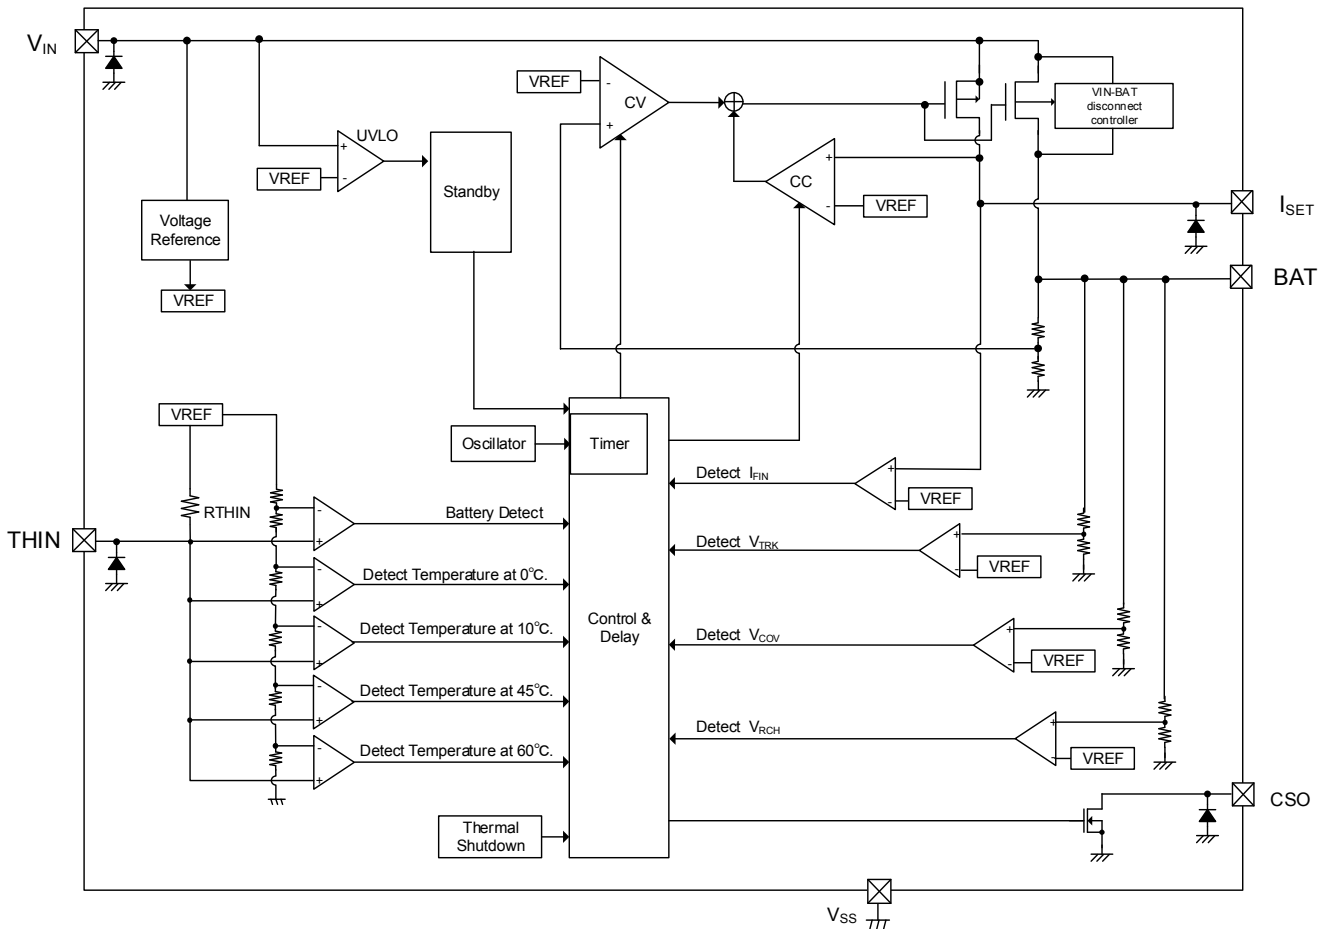 VIN
VREF
-
+
CV
VIN-BAT
disconnect
controller
UVLO
+
-
VREF
Standby
+
-
CC
VREF
Voltage
Reference
VREF
ISET
BAT
VREF
Oscillator
Timer
RTHIN
THIN
-
+
Battery Detect
-
+
Detect Temperature at 0°C.
-
+
Detect Temperature at 10°C.
-
+
Detect Temperature at 45°C.
-
+
Detect Temperature at 60°C.
Control &
Delay
Detect IFIN
+
-
VREF
Detect VTRK
+
-
VREF
Detect VCOV
+
-
VREF
Detect VRCH
+
-
VREF
Thermal
Shutdown
CSO
VSS